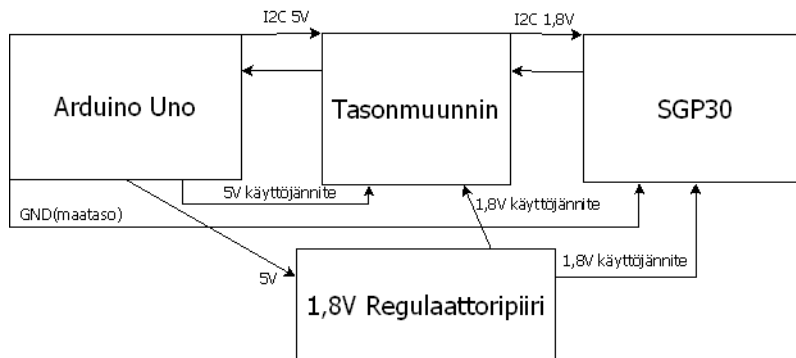 I2C 5V
I2C 1,8V
Arduino Uno
Tasonmuunnin
SGP30
5V käyttöjännite
1,8V käyttöjännite
GND(maataso)
5V
1,8V käyttöjännite
1,8V Regulaattoripiiri